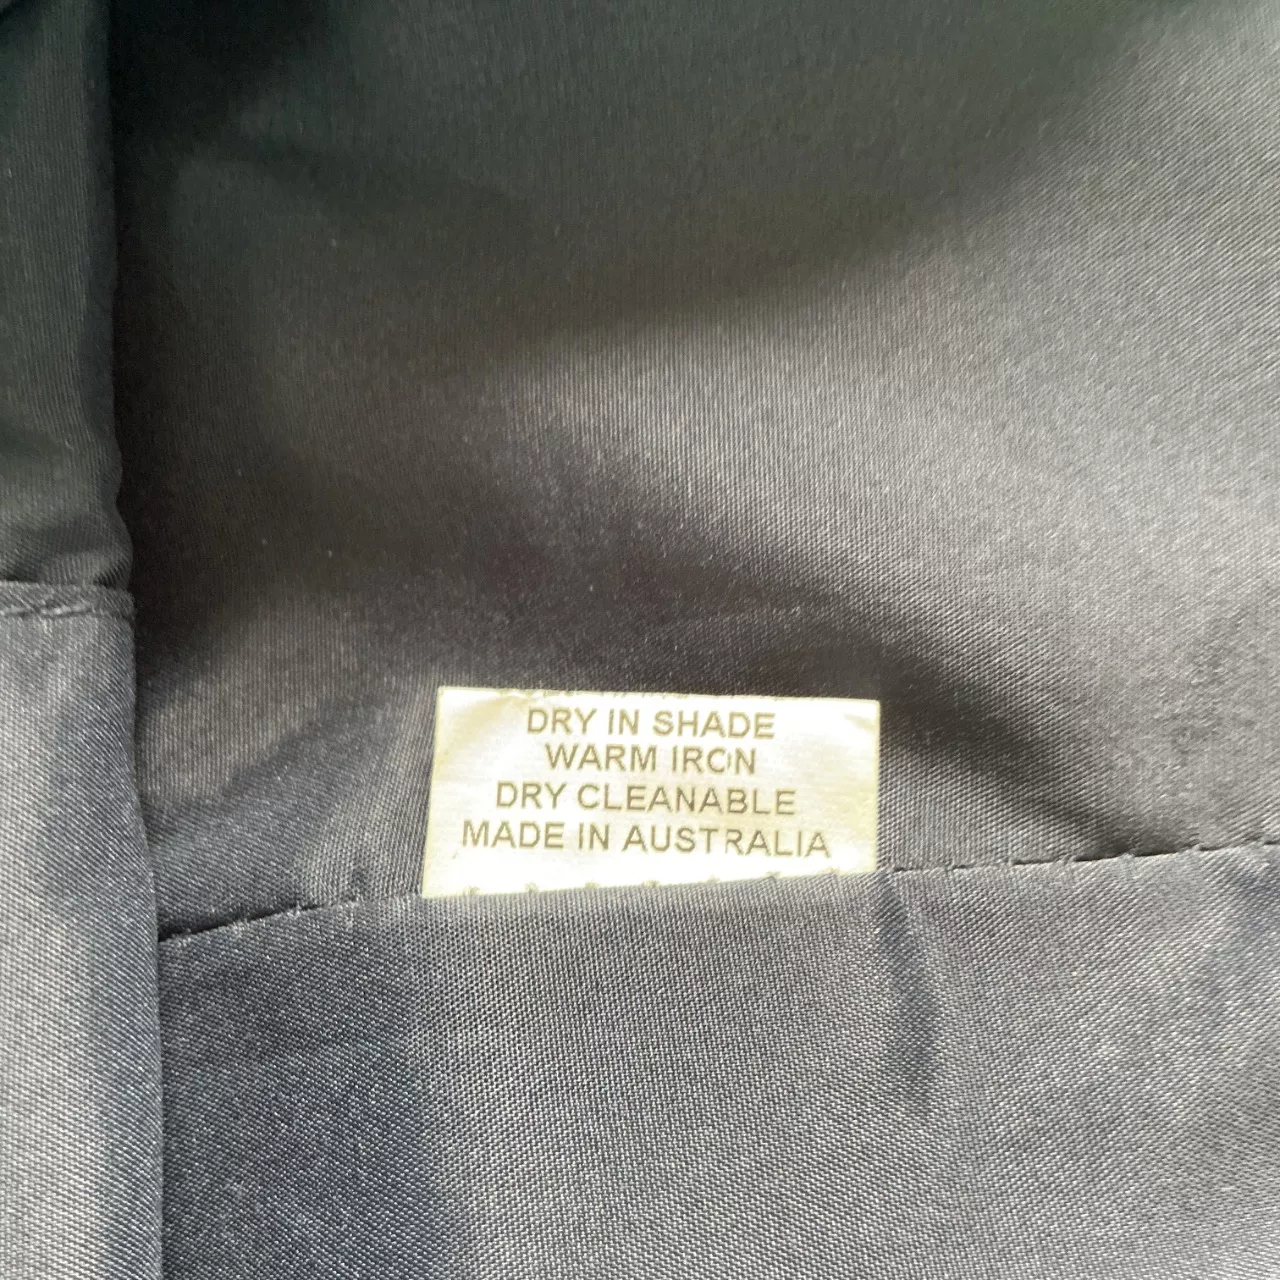 DRY IN SHADE
WARM IRON
DRY CLEANABLE
MADE IN AUSTRALIA